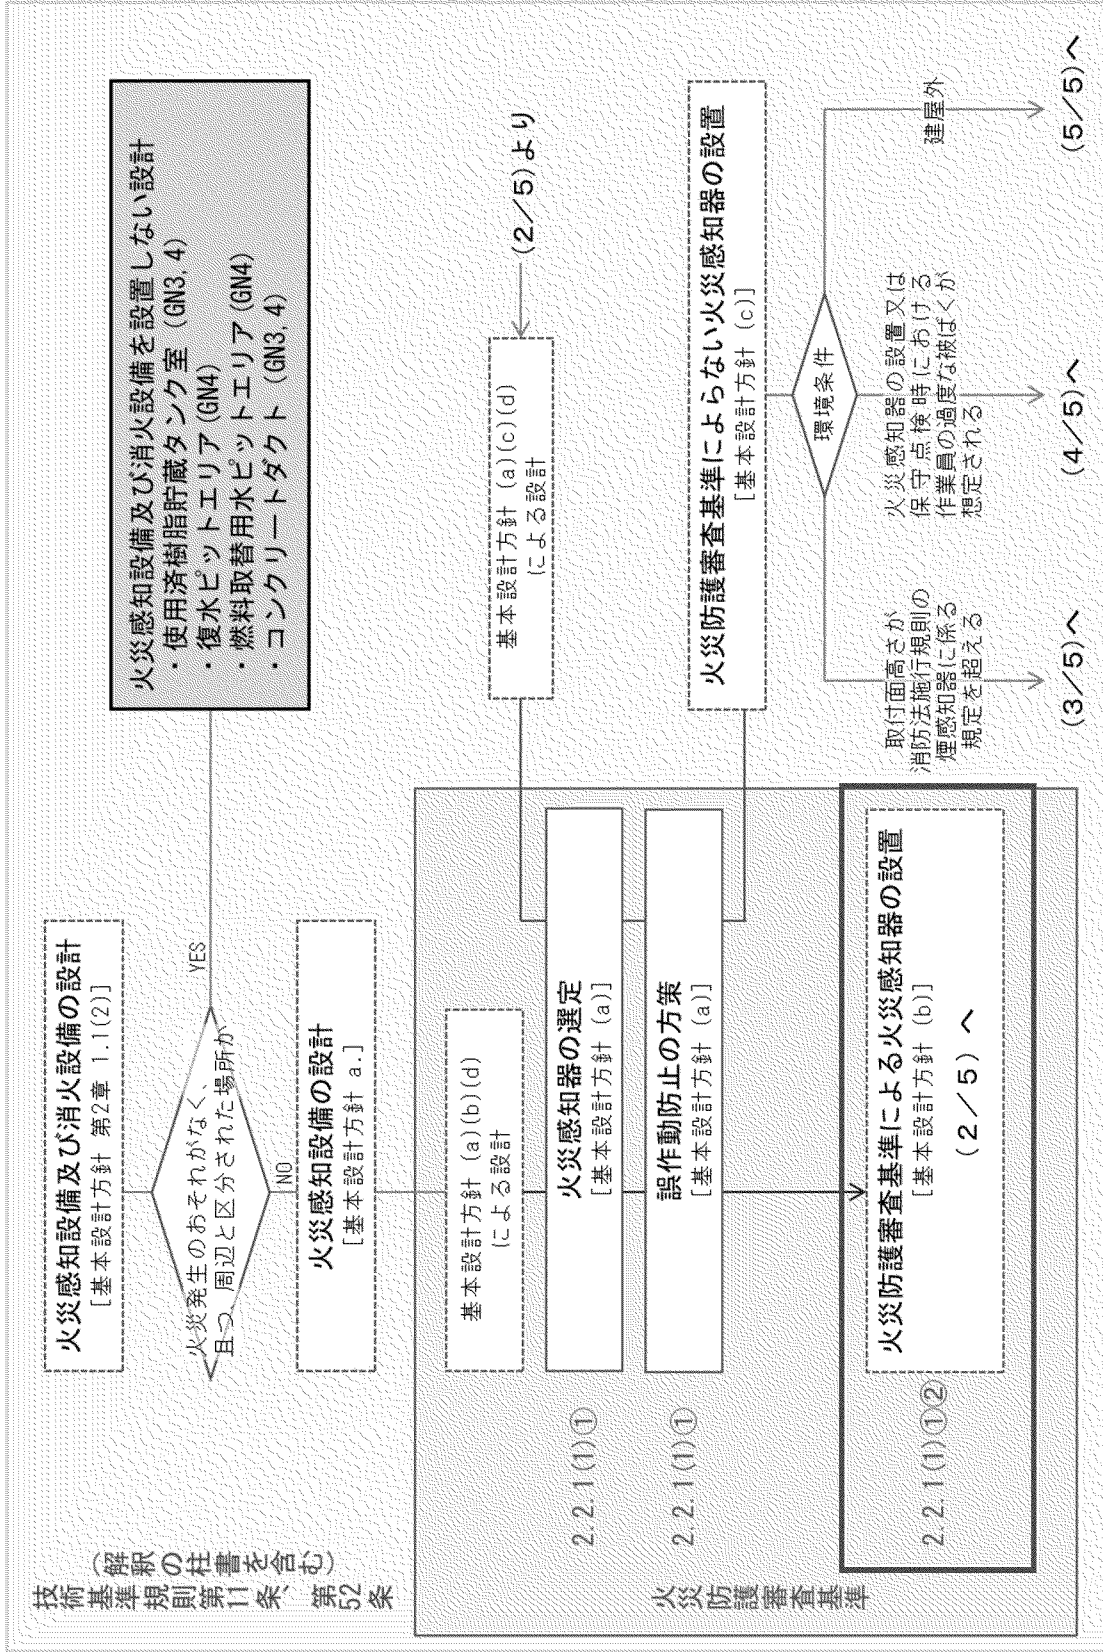 技術基準規則第11条、第52条
（解釈の柱書を含む）
火災感知設備及び消火設備の設計
[基本設計方針 第2章 1.1(2)]
火災発生のおそれがなく、
且つ、周辺と区分された場所か
YES
NO
火災感知設備及び消火設備を設置しない設計
・使用済樹脂貯蔵タンク室（GN3,4）
・復水ピットエリア(GN4)
・燃料取替用水ピットエリア(GN4)
・コンクリートダクト（GN3,4）
火災感知設備の設計
[基本設計方針 a.]
火災防護審査基準
基本設計方針 (a)(b)(d)
による設計
基本設計方針 (a)(c)(d)
による設計
(2/5)より
2.2.1(1)①
火災感知器の選定
[基本設計方針 (a)]
2.2.1(1)①
誤作動防止の方策
[基本設計方針 (a)]
2.2.1(1)①②
火災防護審査基準による火災感知器の設置
[基本設計方針 (b)]
(2/5) へ
火災防護審査基準によらない火災感知器の設置
[基本設計方針 (c)]
環境条件
取付面高さが
消防法施行規則の
煙感知器に係る
規定を超える
火災感知器の設置又は
保守点検時における
作業員の過度な被ばくが
想定される
建屋外
(3/5)へ
(4/5)へ
(5/5)へ